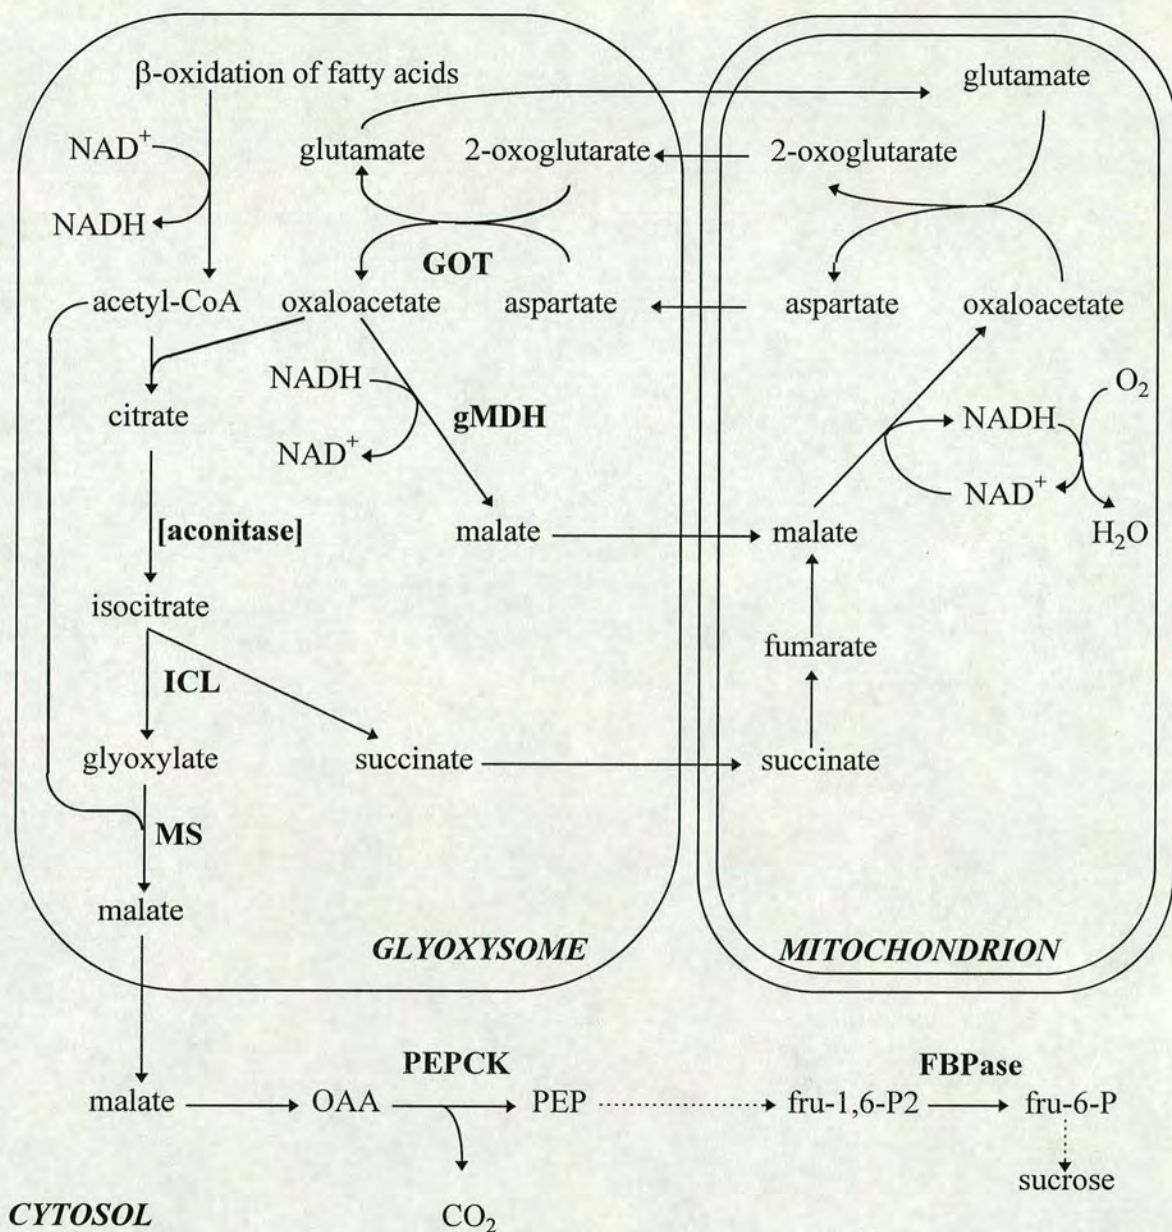 β-oxidation of fatty acids
glutamate
NAD⁺
glutamate 2-oxoglutarate 2-oxoglutarate
NADH
GOT
acetyl-CoA oxaloacetate aspartate aspartate oxaloacetate
NADH O₂
citrate gMDH NADH
NAD⁺
NAD⁺
[aconitase] malate malate H₂O
isocitrate
fumarate
ICL
glyoxylate succinate succinate
MS
malate
GLYOXYSOME MITOCHONDRION
PEPCK FBPase
malate OAA PEP fru-1,6-P2 fru-6-P
sucrose
CYTOSOL CO₂